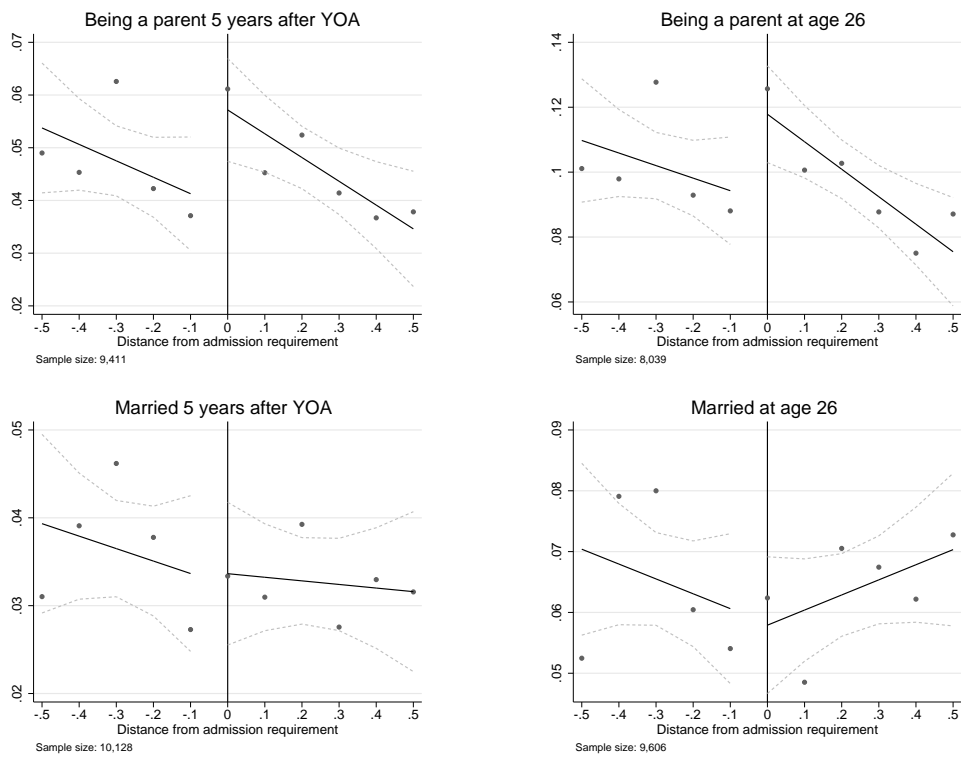 Being a parent 5 years after YOA
.07
.06
.05
.04
.03
.02
-.5 -.4 -.3 -.2 -.1 0 .1 .2 .3 .4 .5
Distance from admission requirement
Sample size: 9,411
Being a parent at age 26
.14
.12
.1
.08
.06
-.5 -.4 -.3 -.2 -.1 0 .1 .2 .3 .4 .5
Distance from admission requirement
Sample size: 8,039
Married 5 years after YOA
.05
.04
.03
.02
-.5 -.4 -.3 -.2 -.1 0 .1 .2 .3 .4 .5
Distance from admission requirement
Sample size: 10,128
Married at age 26
.09
.08
.07
.06
.05
-.5 -.4 -.3 -.2 -.1 0 .1 .2 .3 .4 .5
Distance from admission requirement
Sample size: 9,606